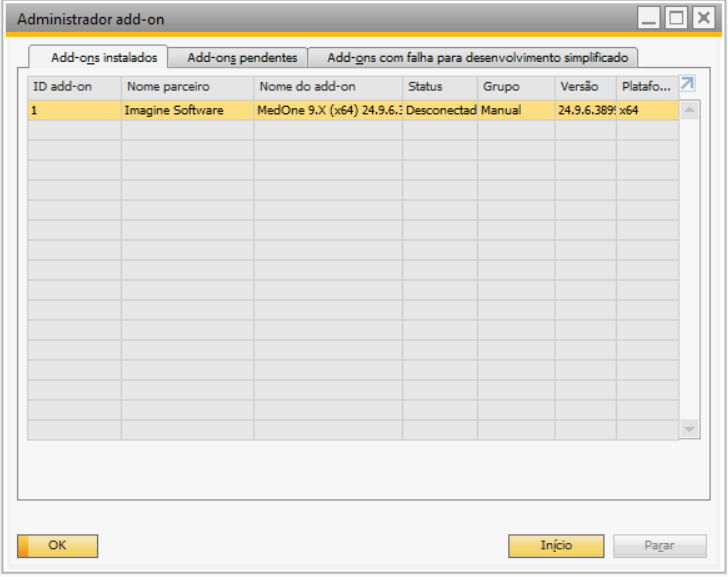 Administrador add-on
Add-ons instalados Add-ons pendentes Add-ons com falha para desenvolvimento simplificado
ID add-on Nome parceiro Nome do add-on Status Grupo Versão Platafo...
1 Imagine Software MedOne 9.X (x64) 24.9.6.3 Desconectad Manual 24.9.6.389! x64
OK Início Parar